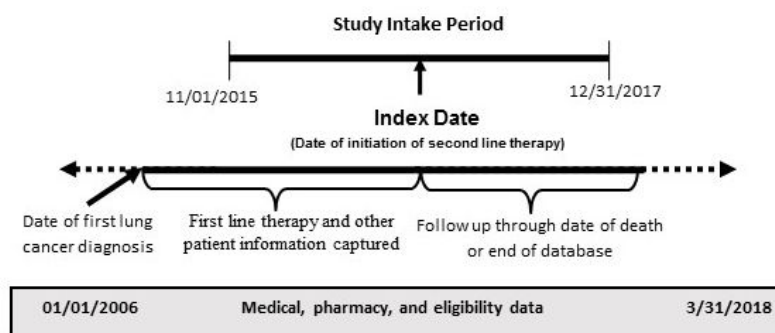 Study Intake Period
11/01/2015
12/31/2017
Index Date
(Date of initiation of second line therapy)
Date of first lung
cancer diagnosis
First line therapy and other
patient information captured
Follow up through date of death
or end of database
01/01/2006 Medical, pharmacy, and eligibility data 3/31/2018